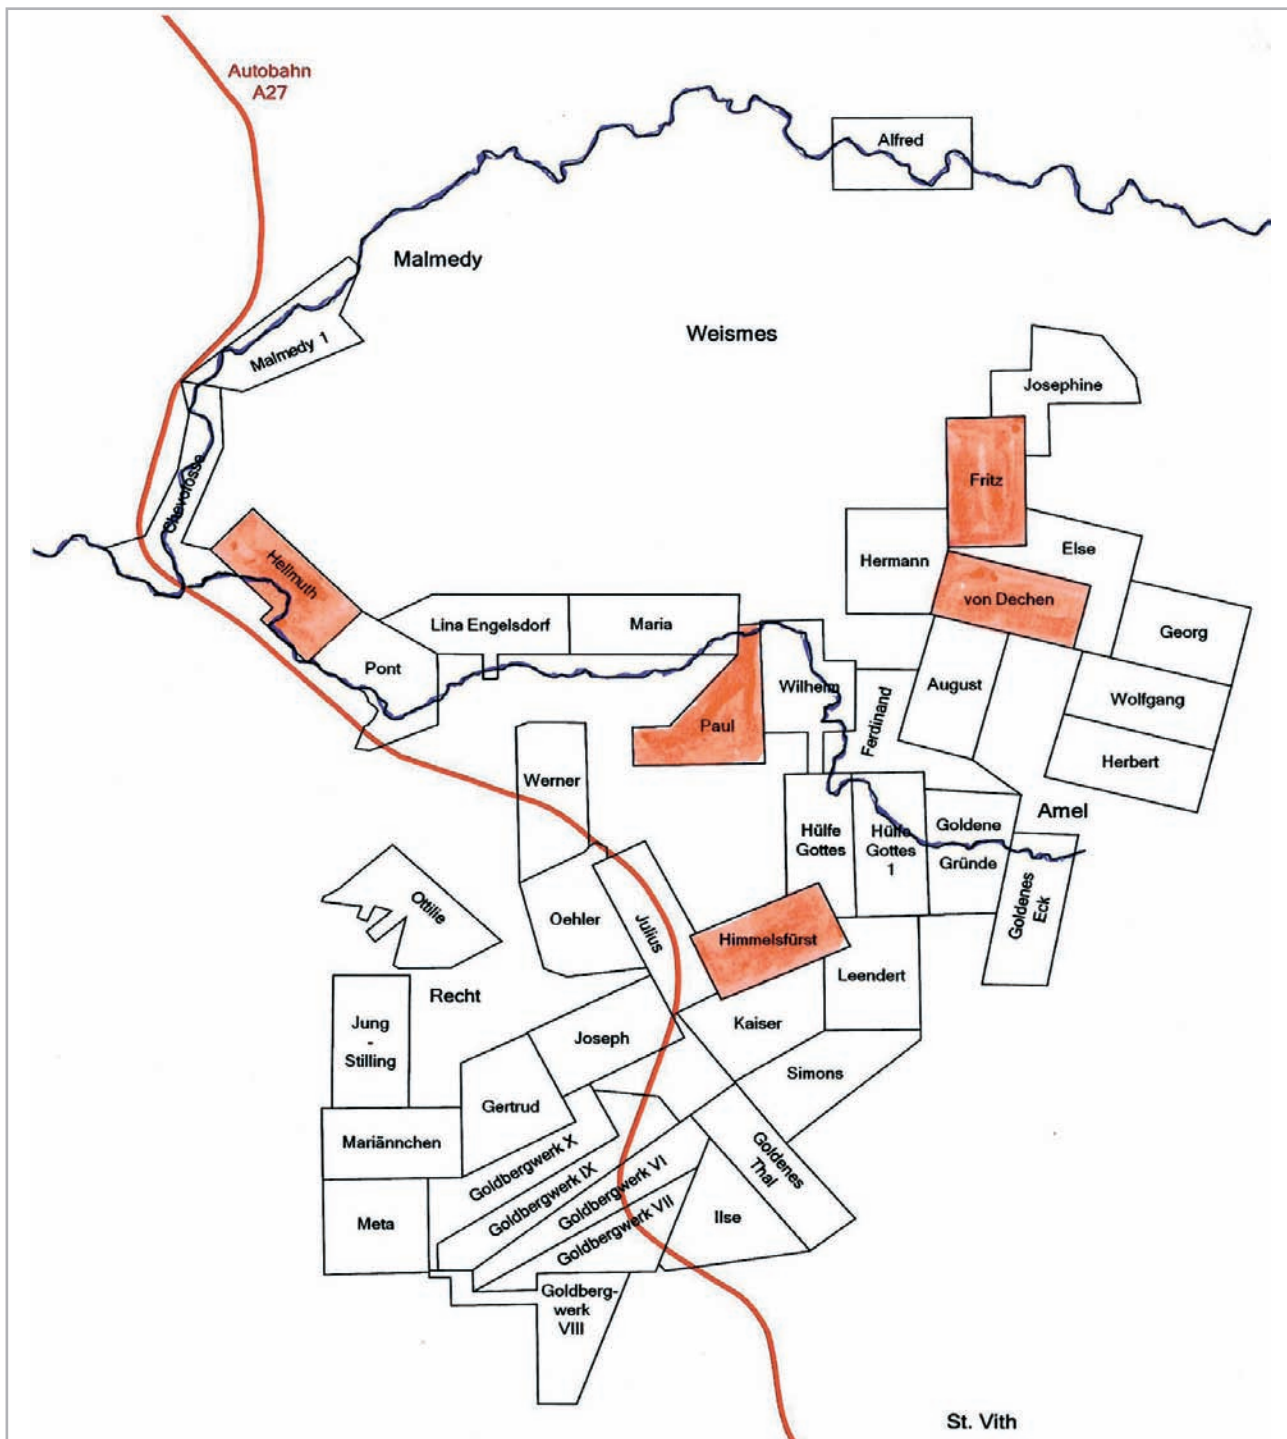 Autobahn
A27
Alfred
Malmedy
Weismes
Malmedy 1
Josephine
Chevofosse
Fritz
Hermann
Else
Hellmuth
von Dechen
Lina Engelsdorf
Maria
Georg
Pont
Wilhelm
August
Wolfgang
Paul
Ferdinand
Herbert
Werner
Amel
Hülfe
Gottes
Hülfe
Gottes
1
Goldene
Gründe
Goldenes
Eck
Ottilie
Oehler
Julius
Himmelsfürst
Leendert
Recht
Jung
-
Stilling
Joseph
Kaiser
Simons
Gertrud
Mariännchen
Goldbergwerk X
Goldbergwerk IX
Goldbergwerk VI
Goldbergwerk VII
Goldenes
Thal
Meta
Ilse
Goldberg-
werk
VIII
St. Vith